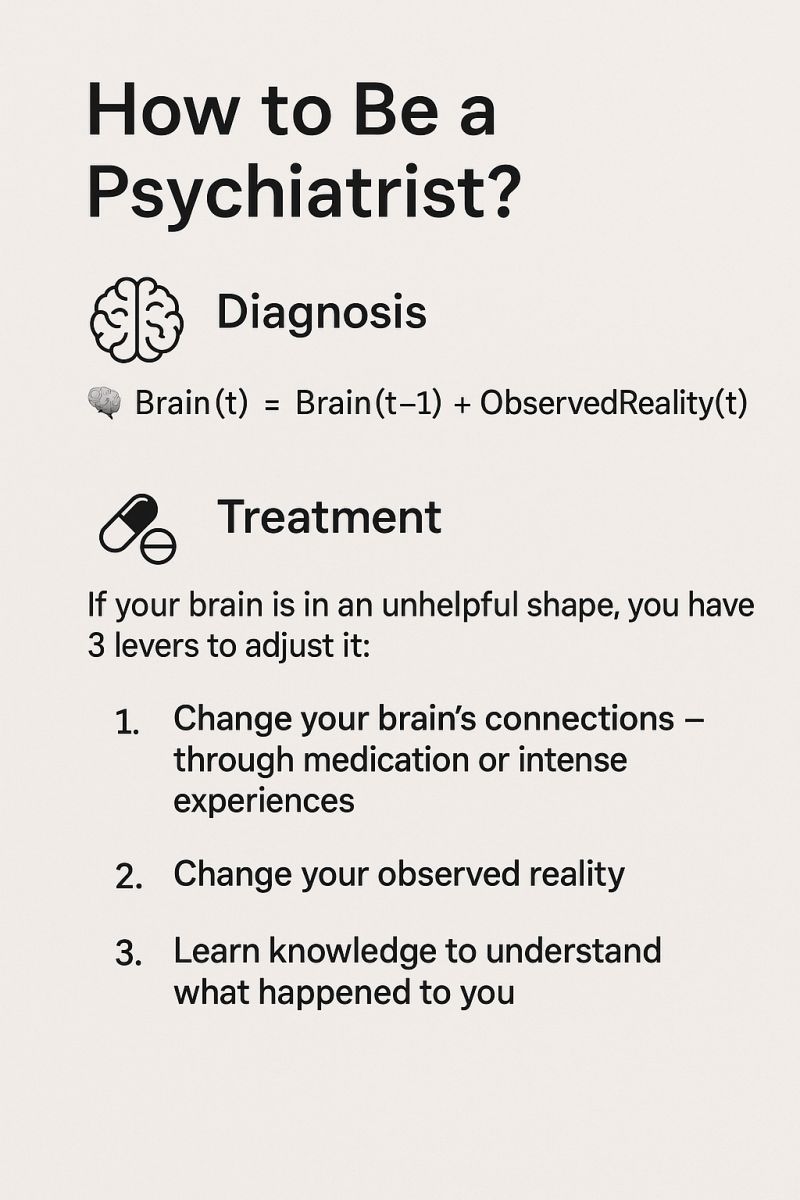 How to Be a
Psychiatrist?
Diagnosis
Brain(t) = Brain(t–1) + ObservedReality(t)
Treatment
If your brain is in an unhelpful shape, you have
3 levers to adjust it:
1. Change your brain’s connections –
through medication or intense
experiences
2. Change your observed reality
3. Learn knowledge to understand
what happened to you